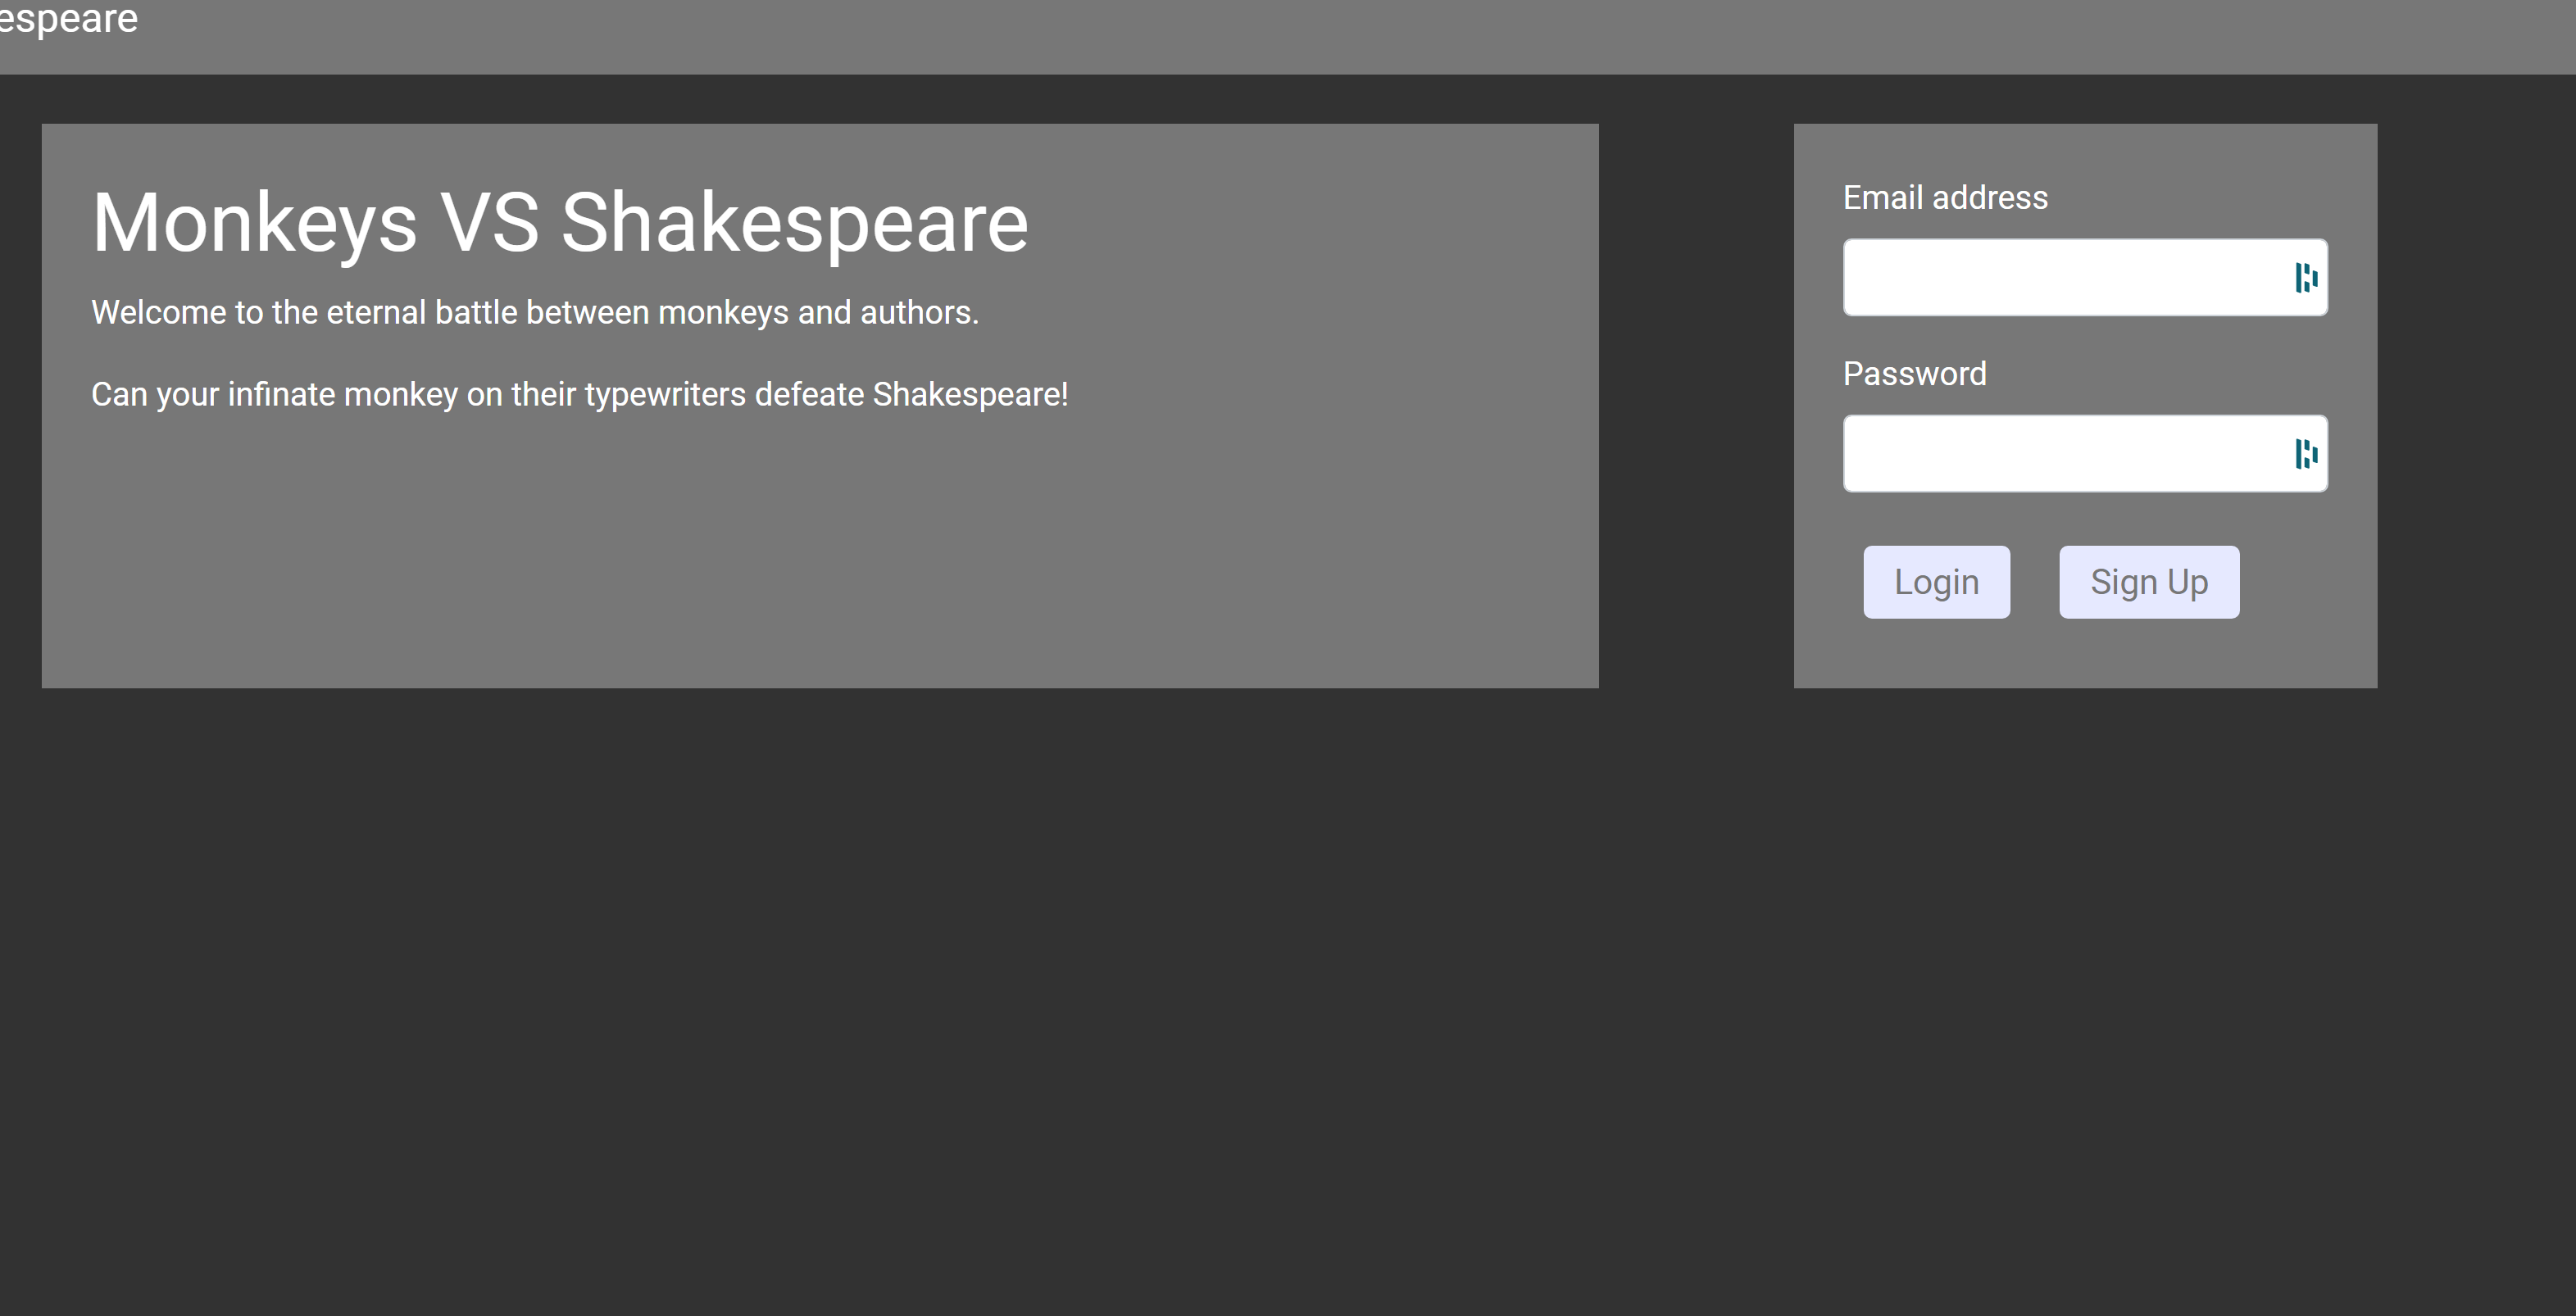 espeare
Monkeys VS Shakespeare
Welcome to the eternal battle between monkeys and authors.
Can your infinate monkey on their typewriters defeate Shakespeare!
Email address
Password
Login
Sign Up